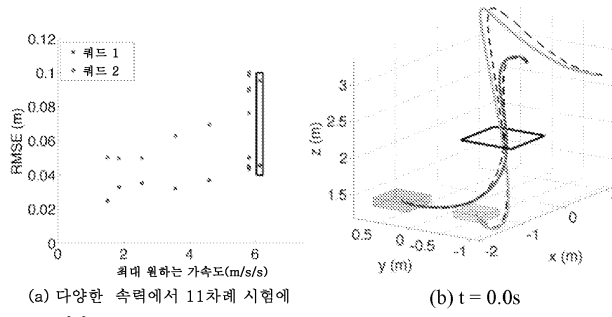 0.12
0.1
0.08
0.06
0.04
0.02
0
RMSE (m)
× 쿼드 1
◦ 쿼드 2
0 2 4 6 8
최대 원하는 가속도(m/s/s)
(a) 다양한 속력에서 11차례 시험에
3
2.5
2
1.5
z (m)
0.5 0 -0.5 -1
y (m)
-2 -1 0
x (m)
(b) t = 0.0s